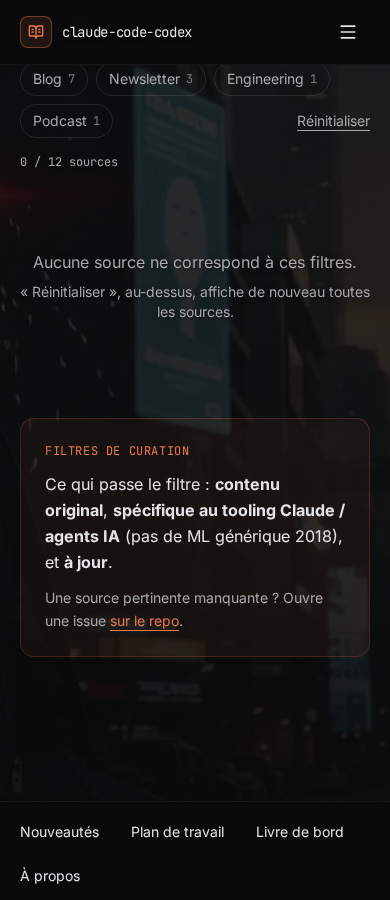 claude-code-codex
Blog 7
Newsletter 3
Engineering 1
Podcast 1
Réinitialiser
0 / 12 sources
Aucune source ne correspond à ces filtres.
« Réinitialiser », au-dessus, affiche de nouveau toutes
les sources.
FILTRES DE CURATION
Ce qui passe le filtre : contenu
original, spécifique au tooling Claude /
agents IA (pas de ML générique 2018),
et à jour.
Une source pertinente manquante ? Ouvre
une issue sur le repo.
Nouveautés
Plan de travail
Livre de bord
À propos